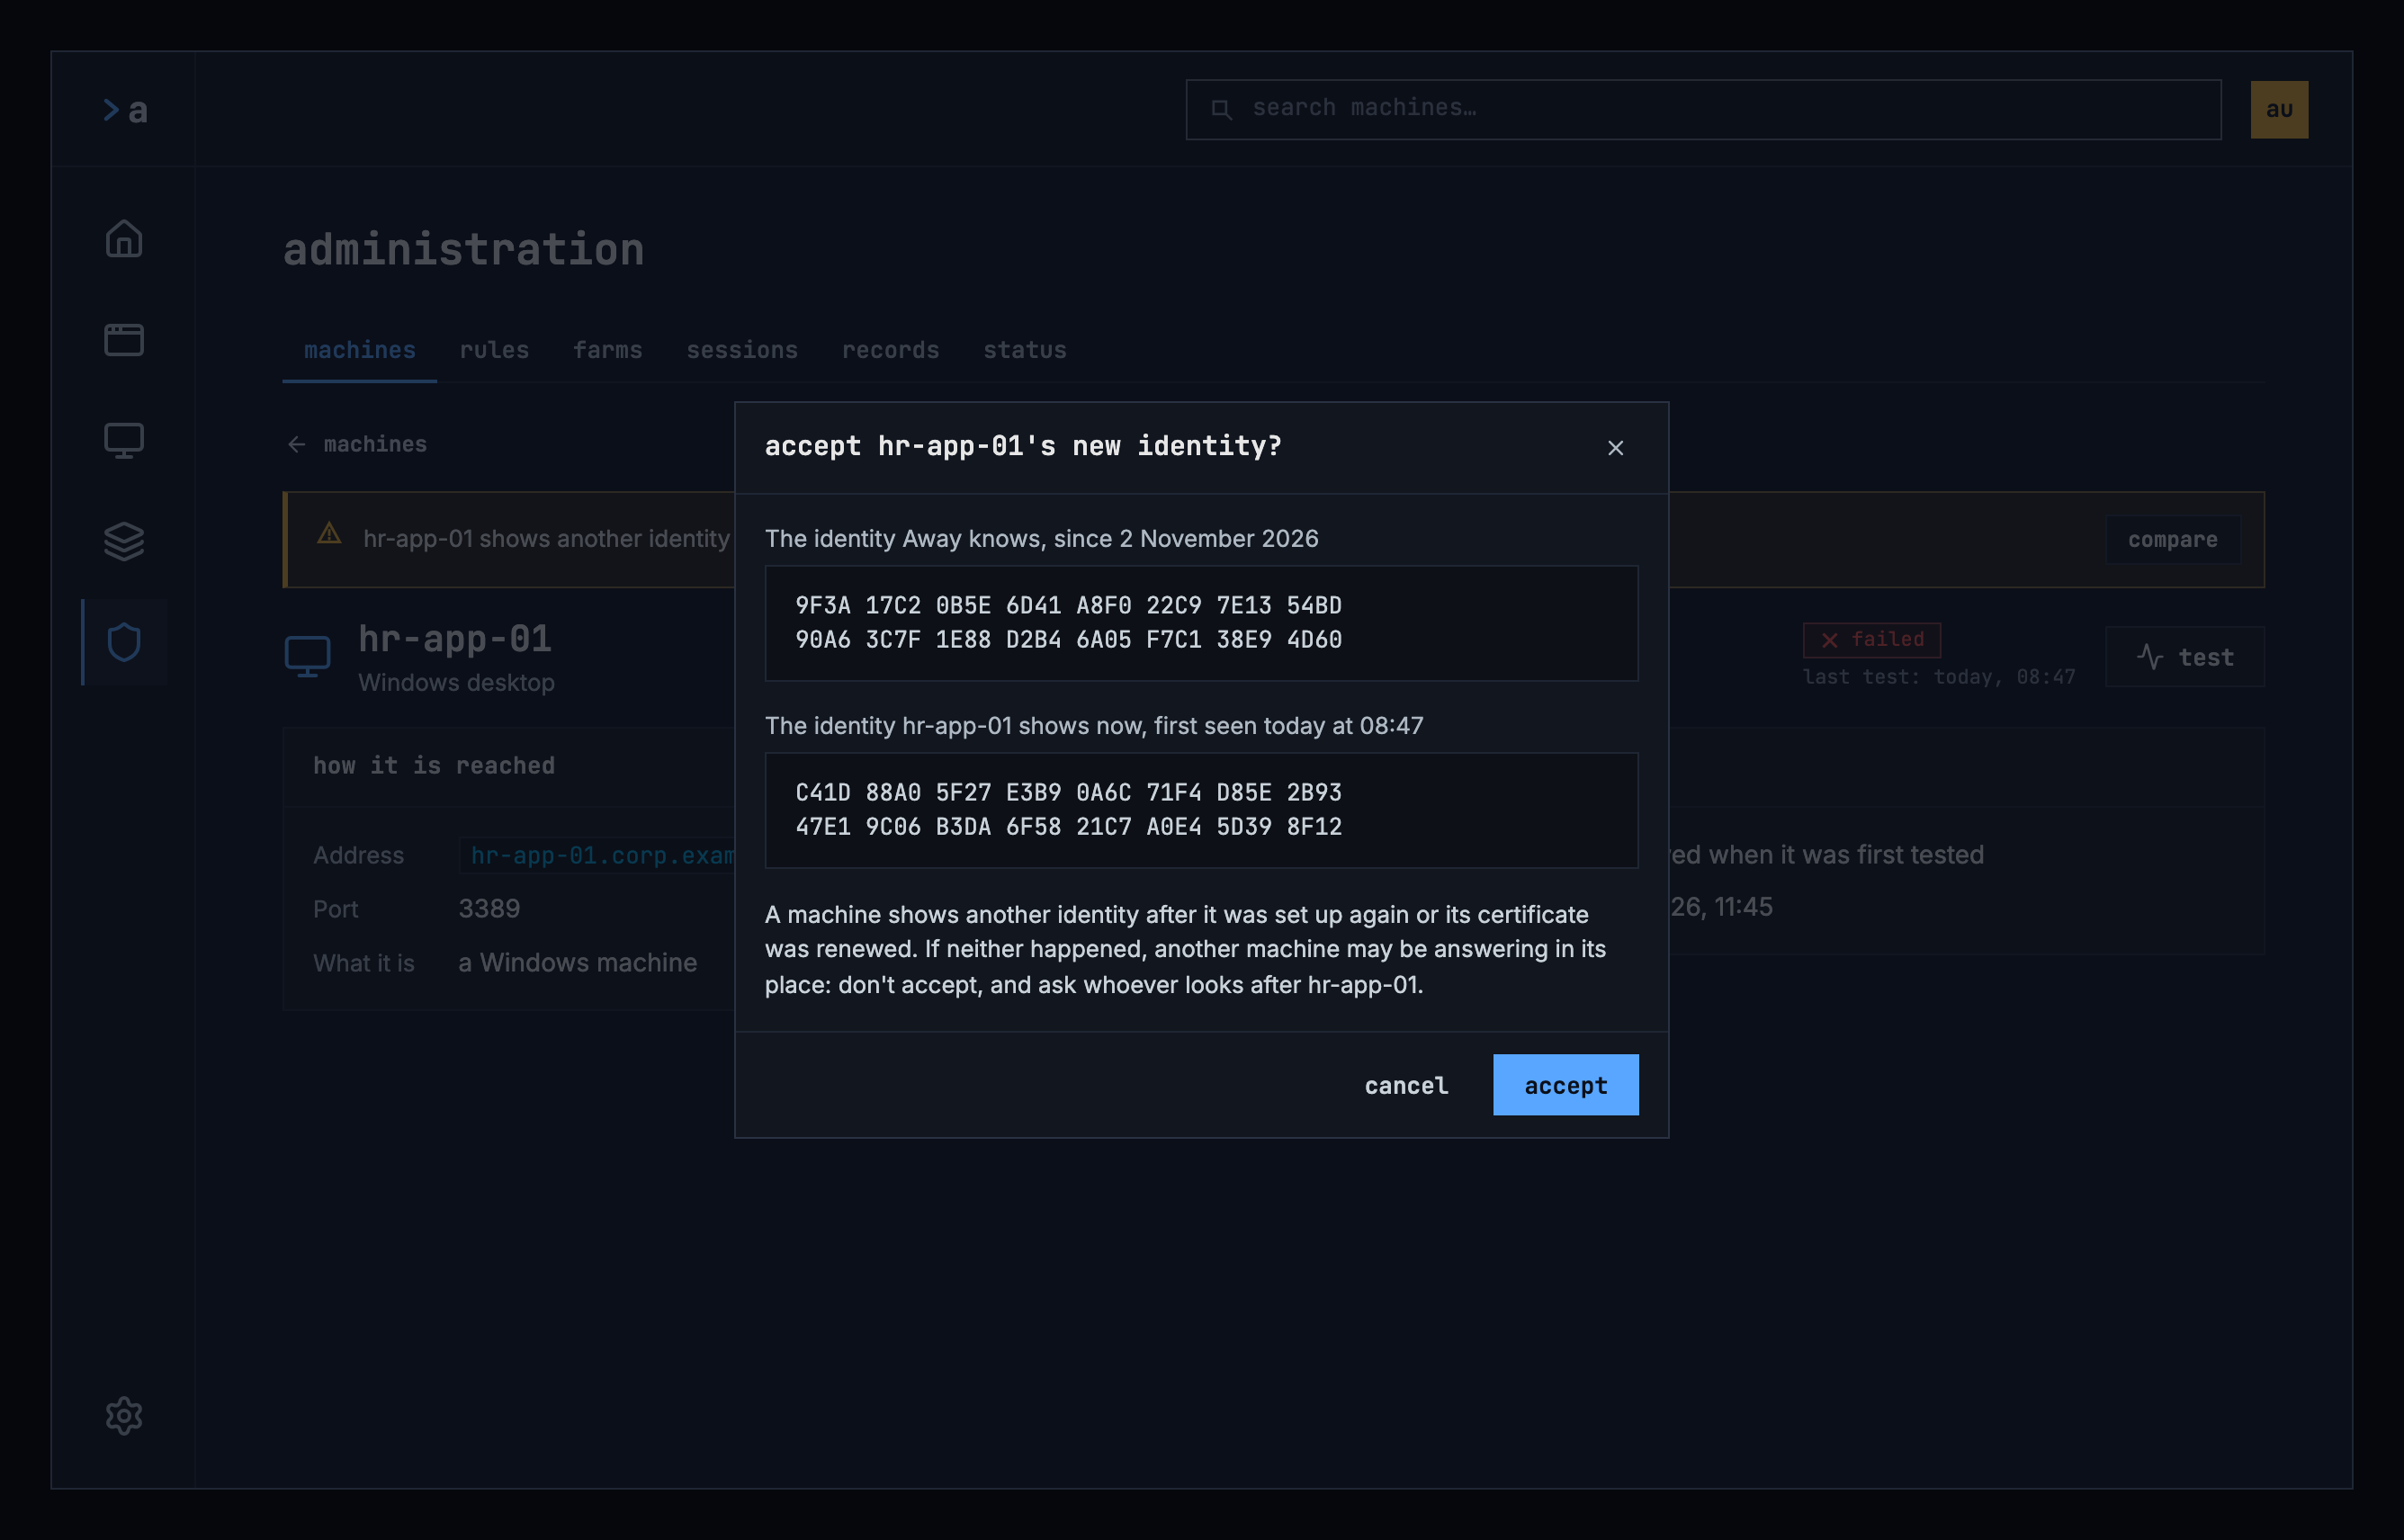 >a
search machines…
au
administration
machines
rules
farms
sessions
records
status
← machines
hr-app-01 shows another identity
compare
hr-app-01
Windows desktop
failed
last test: today, 08:47
test
how it is reached
Address
hr-app-01.corp.exam
Port
3389
What it is
a Windows machine
when it was first tested
26, 11:45
accept hr-app-01's new identity?
The identity Away knows, since 2 November 2026
9F3A 17C2 0B5E 6D41 A8F0 22C9 7E13 54BD
90A6 3C7F 1E88 D2B4 6A05 F7C1 38E9 4D60
The identity hr-app-01 shows now, first seen today at 08:47
C41D 88A0 5F27 E3B9 0A6C 71F4 D85E 2B93
47E1 9C06 B3DA 6F58 21C7 A0E4 5D39 8F12
A machine shows another identity after it was set up again or its certificate
was renewed. If neither happened, another machine may be answering in its
place: don't accept, and ask whoever looks after hr-app-01.
cancel
accept